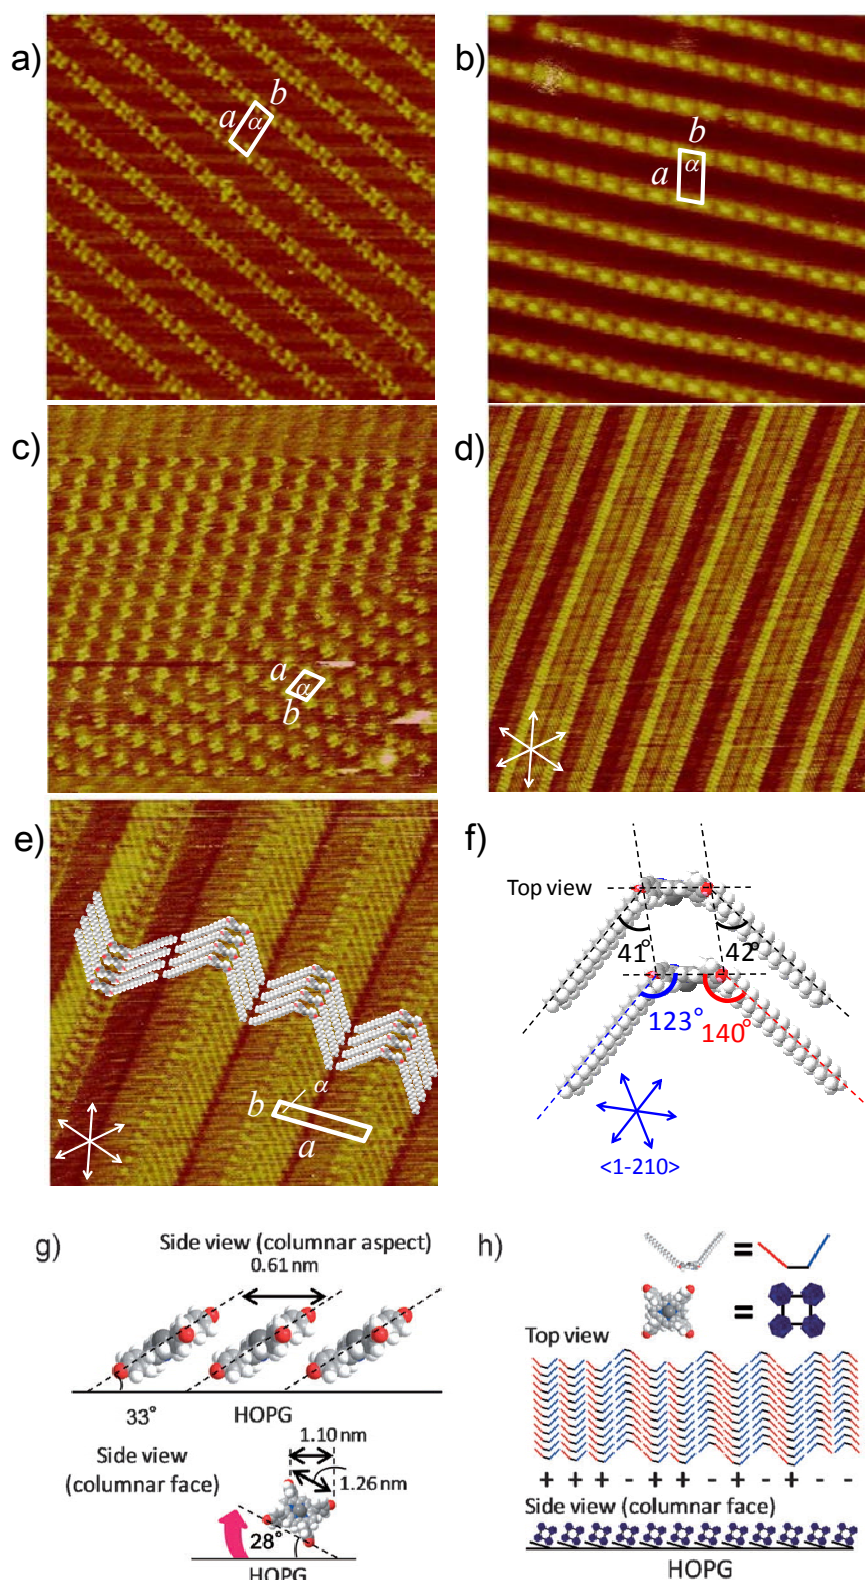 a)
b
a
α
b)
b
α
a
c)
a
α
b
d)
e)
α
b
a
f)
Top view
41°
42°
123°
140°
<1-210>
g)
Side view (columnar aspect)
0.61 nm
33°
HOPG
Side view
(columnar face)
1.10 nm
1.26 nm
28°
HOPG
h)
=
=
Top view
+ + + - + + - + - + - -
Side view (columnar face)
HOPG